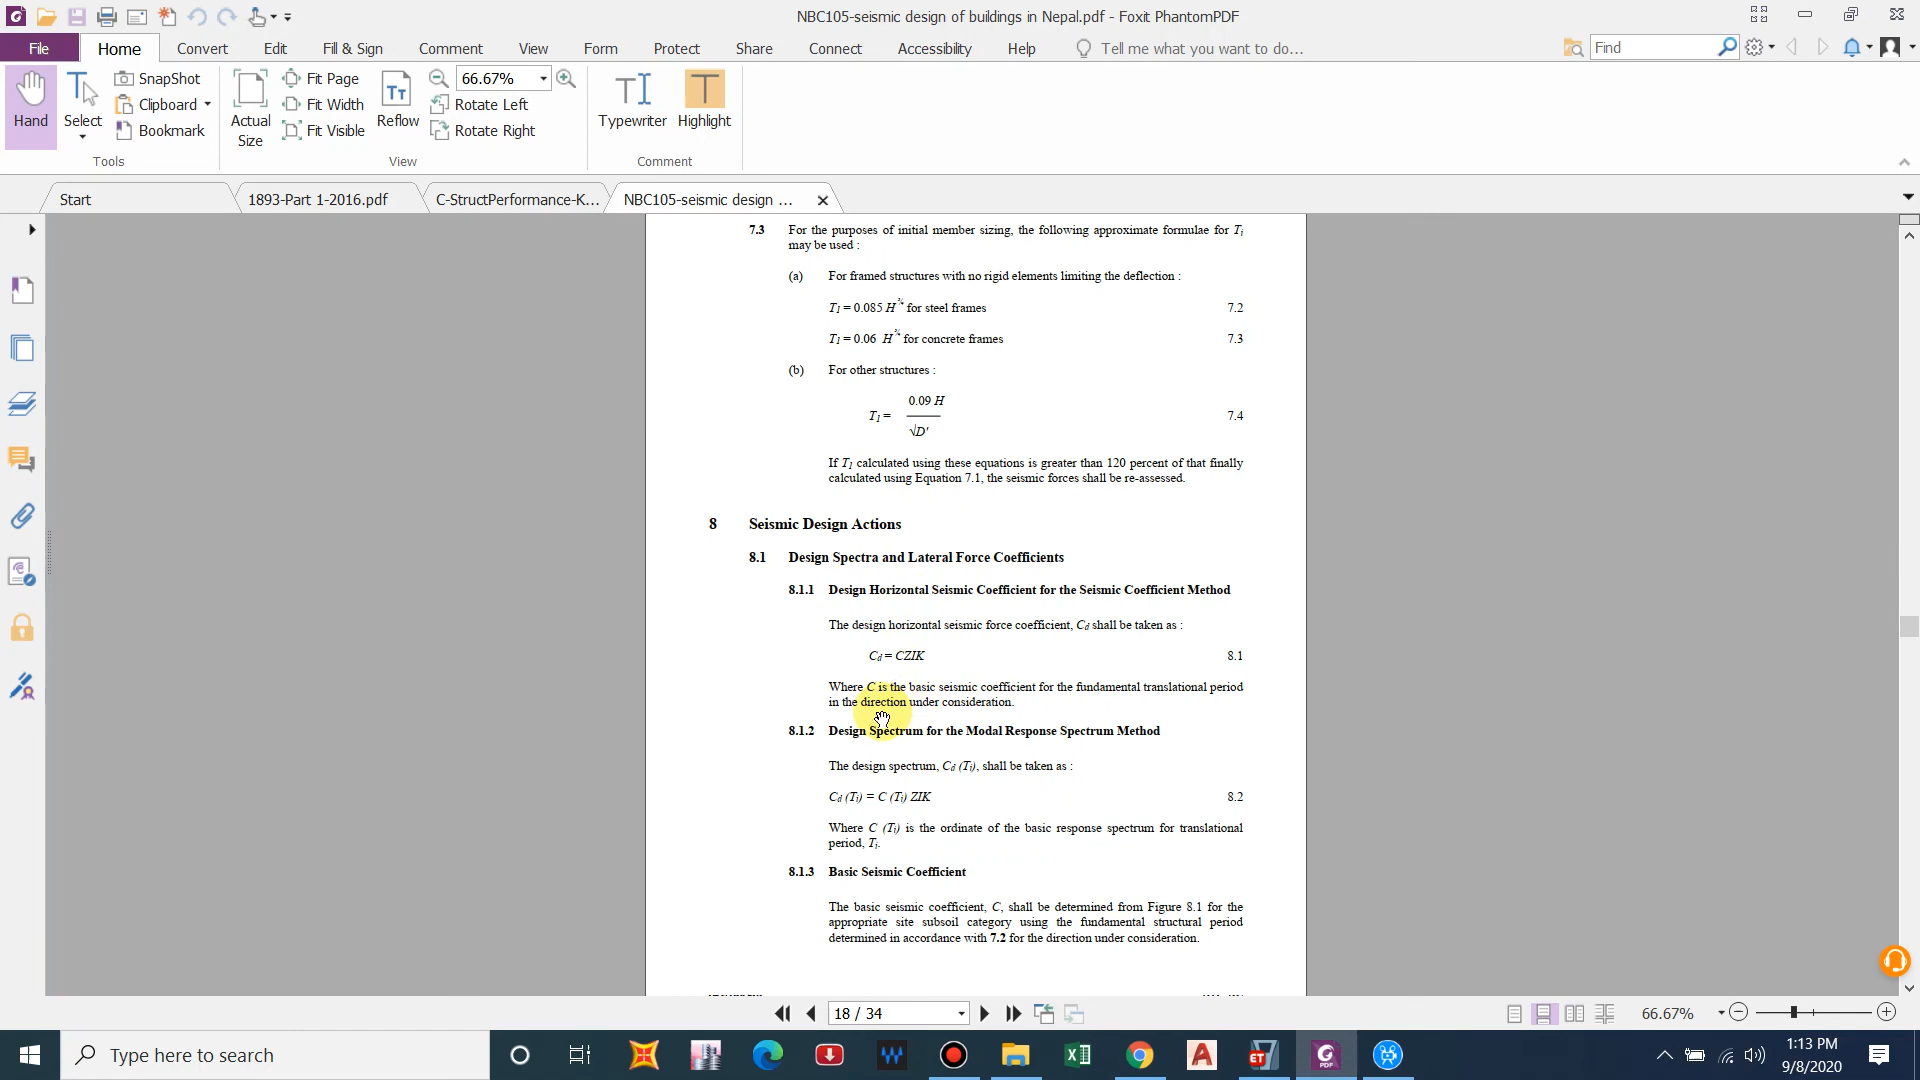 NBC105-seismic design of buildings in Nepal.pdf - Foxit PhantomPDF
File Home Convert Edit Fill & Sign Comment View Form Protect Share Connect Accessibility Help Tell me what you want to do... Find
Hand
Select
SnapShot
Clipboard
Bookmark
Tools
Actual Size
Fit Page
Fit Width
Fit Visible
Reflow
66.67%
Rotate Left
Rotate Right
View
Typewriter
Highlight
Comment
Start 1893-Part 1-2016.pdf C-StructPerformance-K... NBC105-seismic design ...
7.3 For the purposes of initial member sizing, the following approximate formulae for Ti
may be used :
(a) For framed structures with no rigid elements limiting the deflection :
T1 = 0.085 H¾ for steel frames 7.2
T1 = 0.06 H¾ for concrete frames 7.3
(b) For other structures :
0.09 H
T1 = 7.4
√D'
If T1 calculated using these equations is greater than 120 percent of that finally
calculated using Equation 7.1, the seismic forces shall be re-assessed.
8 Seismic Design Actions
8.1 Design Spectra and Lateral Force Coefficients
8.1.1 Design Horizontal Seismic Coefficient for the Seismic Coefficient Method
The design horizontal seismic force coefficient, Cd shall be taken as :
Cd = CZIK 8.1
Where C is the basic seismic coefficient for the fundamental translational period
in the direction under consideration.
8.1.2 Design Spectrum for the Modal Response Spectrum Method
The design spectrum, Cd (Ti), shall be taken as :
Cd (Ti) = C (Ti) ZIK 8.2
Where C (Ti) is the ordinate of the basic response spectrum for translational
period, Ti.
8.1.3 Basic Seismic Coefficient
The basic seismic coefficient, C, shall be determined from Figure 8.1 for the
appropriate site subsoil category using the fundamental structural period
determined in accordance with 7.2 for the direction under consideration.
18 / 34 66.67%
Type here to search
1:13 PM
9/8/2020